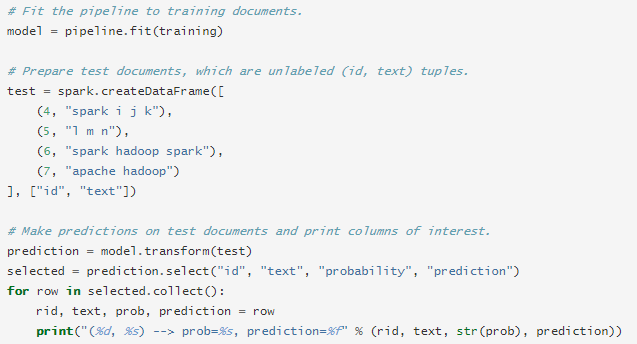 # Fit the pipeline to training documents.
model = pipeline.fit(training)
# Prepare test documents, which are unlabeled (id, text) tuples.
test = spark.createDataFrame([
    (4, "spark i j k"),
    (5, "l m n"),
    (6, "spark hadoop spark"),
    (7, "apache hadoop")
], ["id", "text"])
# Make predictions on test documents and print columns of interest.
prediction = model.transform(test)
selected = prediction.select("id", "text", "probability", "prediction")
for row in selected.collect():
    rid, text, prob, prediction = row
    print("(%d, %s) --> prob=%s, prediction=%f" % (rid, text, str(prob), prediction))